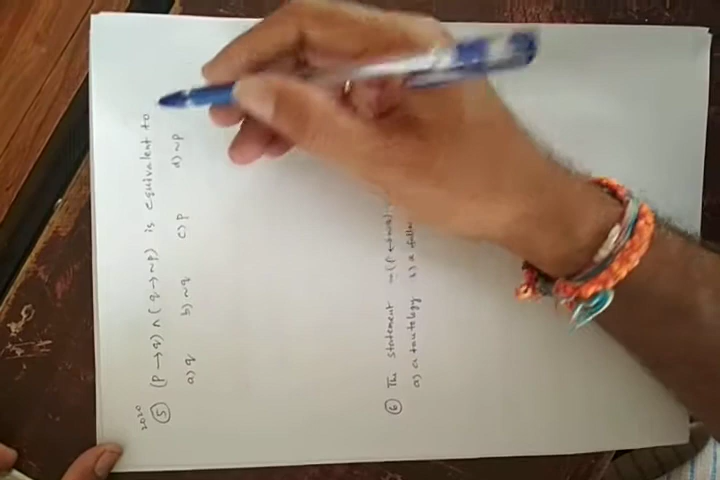 2020
(5) (p → q) ∧ (q → ~p) is equivalent to
a) q b) ~q c) p d) ~p
(6) The statement
a) a tautology b) a